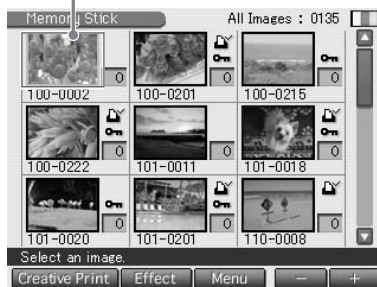 Memory Stick All Images : 0135
0 0 0
100-0002 100-0201 100-0215
0 0 0
100-0222 101-0011 101-0018
0 0 0
101-0020 101-0201 110-0008
Select an image.
Creative Print Effect Menu − +